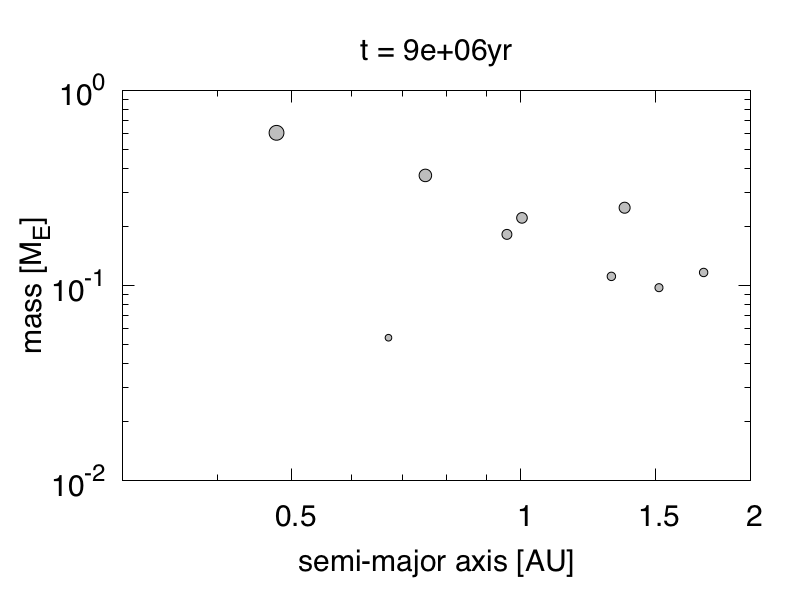 t = 9e+06yr
10^0
10^-1
10^-2
mass [M_E]
0.5 1 1.5 2
semi-major axis [AU]